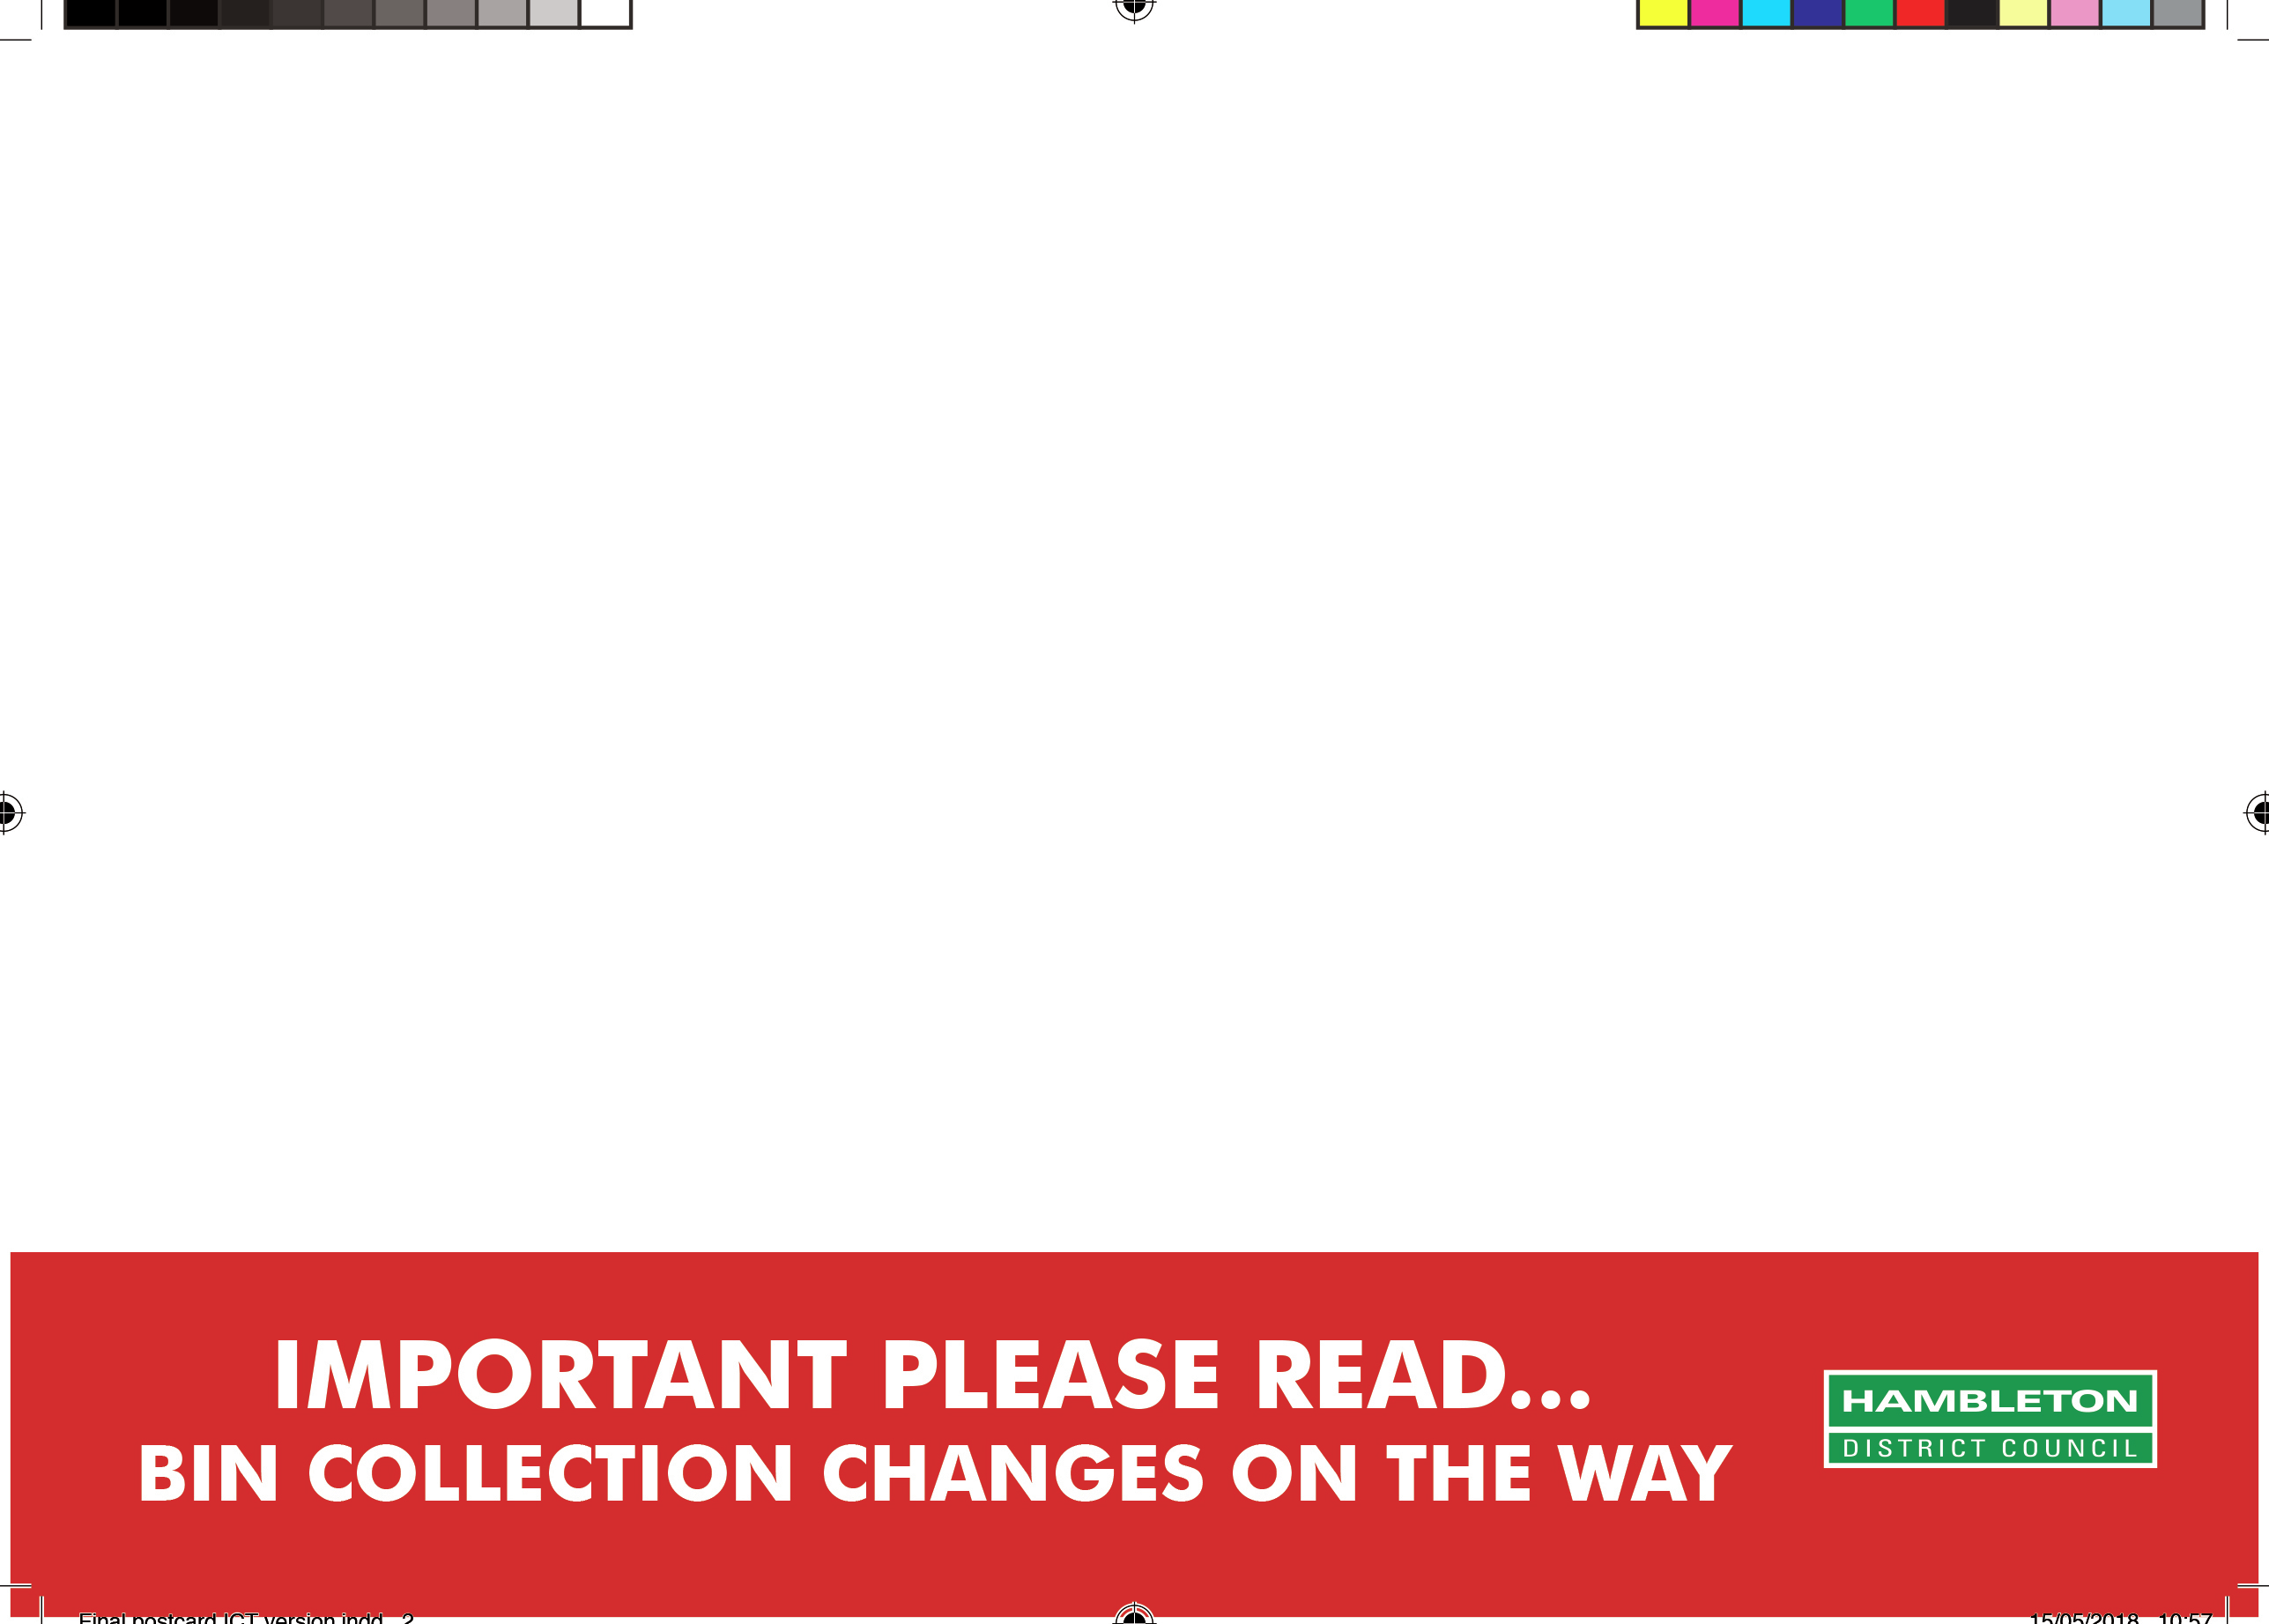 IMPORTANT PLEASE READ...
BIN COLLECTION CHANGES ON THE WAY
HAMBLETON
DISTRICT COUNCIL
Final postcard ICT version.indd 2
15/05/2018 10:57